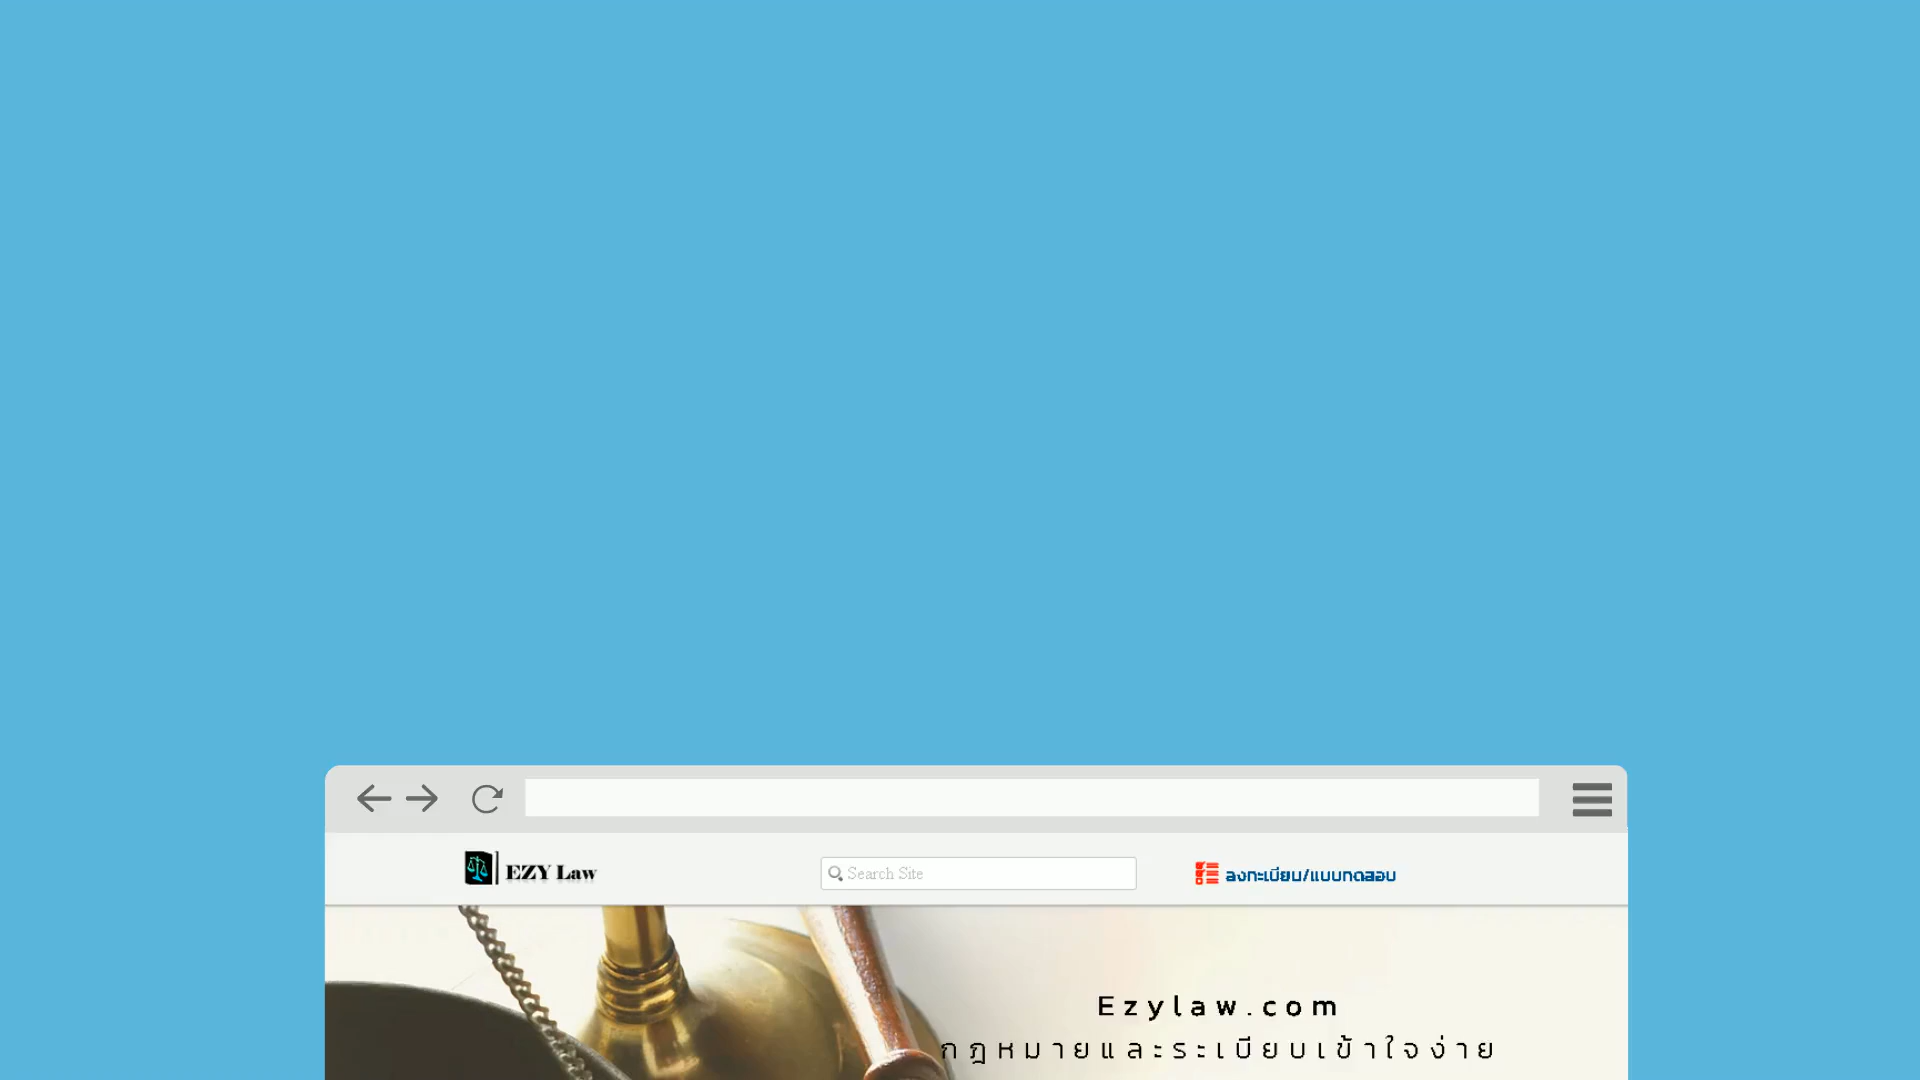 EZY Law
Search Site
ลงทะเบียน/แบบทดสอบ
Ezylaw.com
กฎหมายและระเบียบเข้าใจง่าย